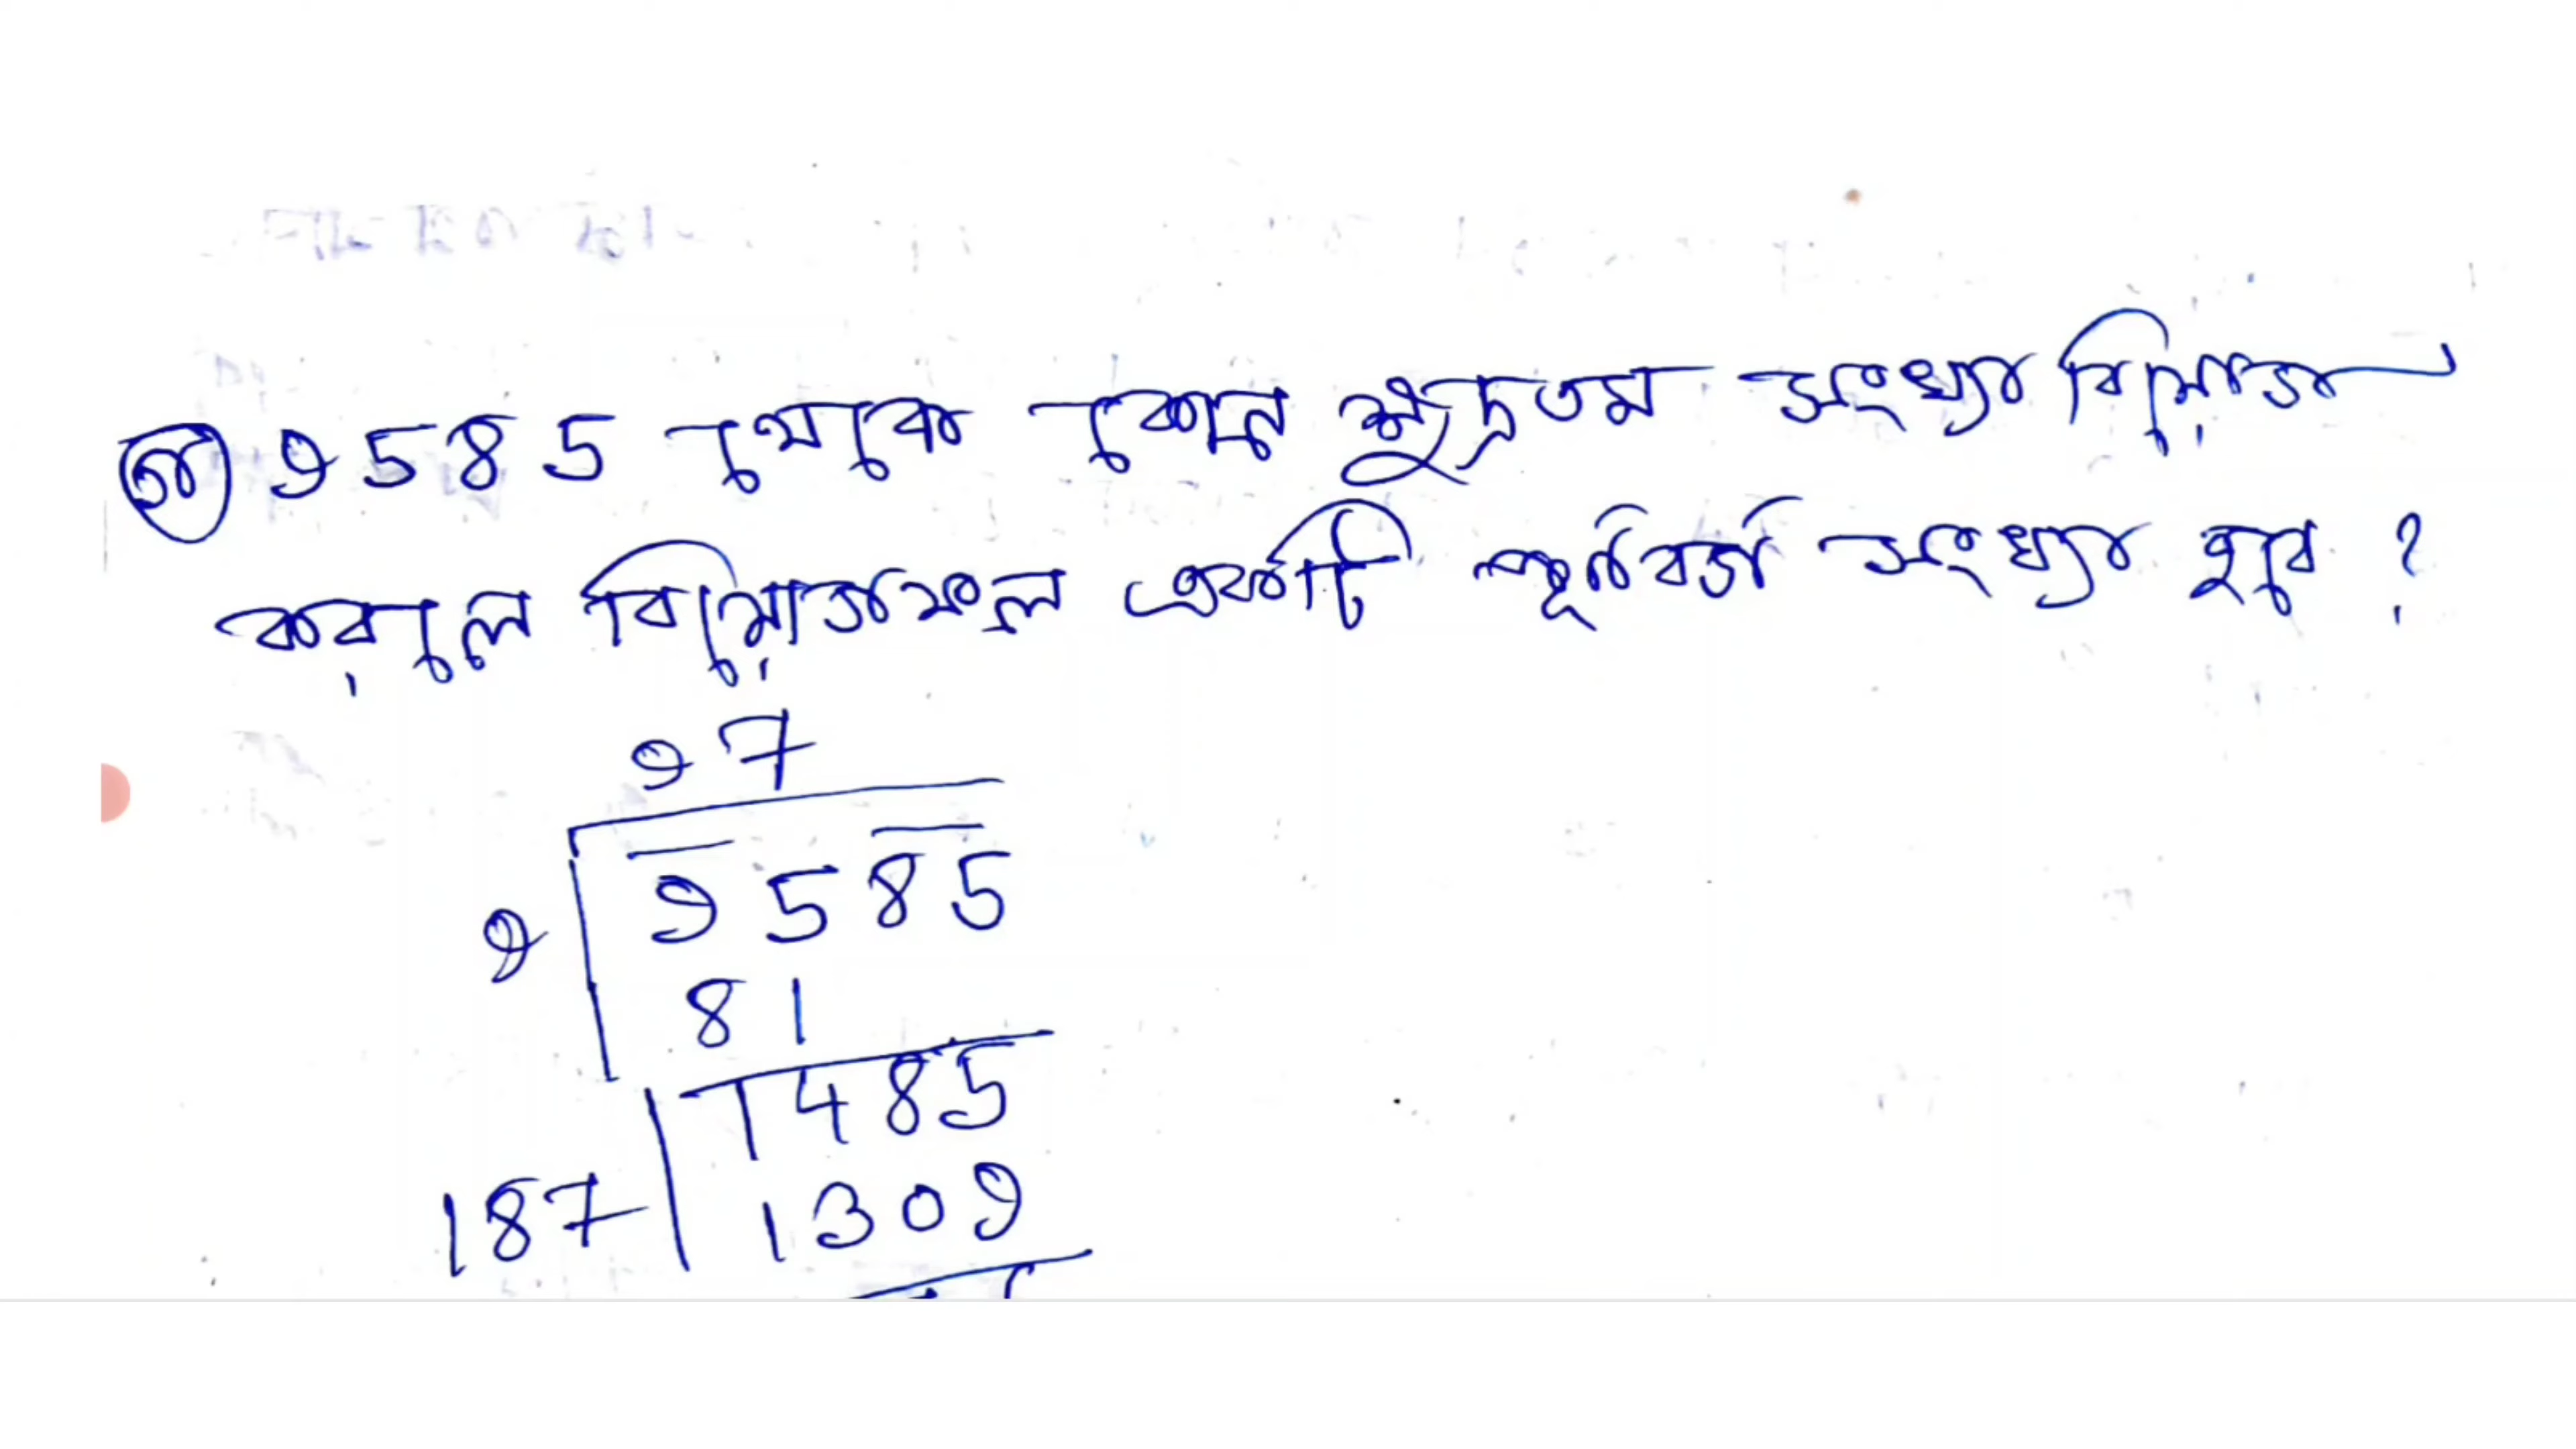 গ 9585 থেকে কোন ক্ষুদ্রতম সংখ্যা বিয়োগ
করলে বিয়োগফল একটি পূর্ণবর্গ সংখ্যা হবে ?
97
9 9585
81
1485
187 1309